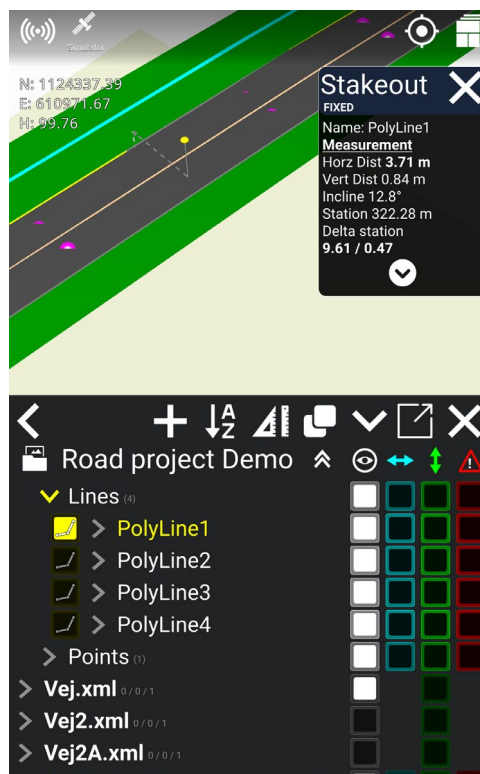 Simulator
N: 1124337.39
E: 610971.67
H: 99.76
Stakeout
FIXED
Name: PolyLine1
Measurement
Horz Dist 3.71 m
Vert Dist 0.84 m
Incline 12.8°
Station 322.28 m
Delta station
9.61 / 0.47
A
Z
Road project Demo
Lines (4)
PolyLine1
PolyLine2
PolyLine3
PolyLine4
Points (1)
Vej.xml 0/0/1
Vej2.xml 0/0/1
Vej2A.xml 0/0/1